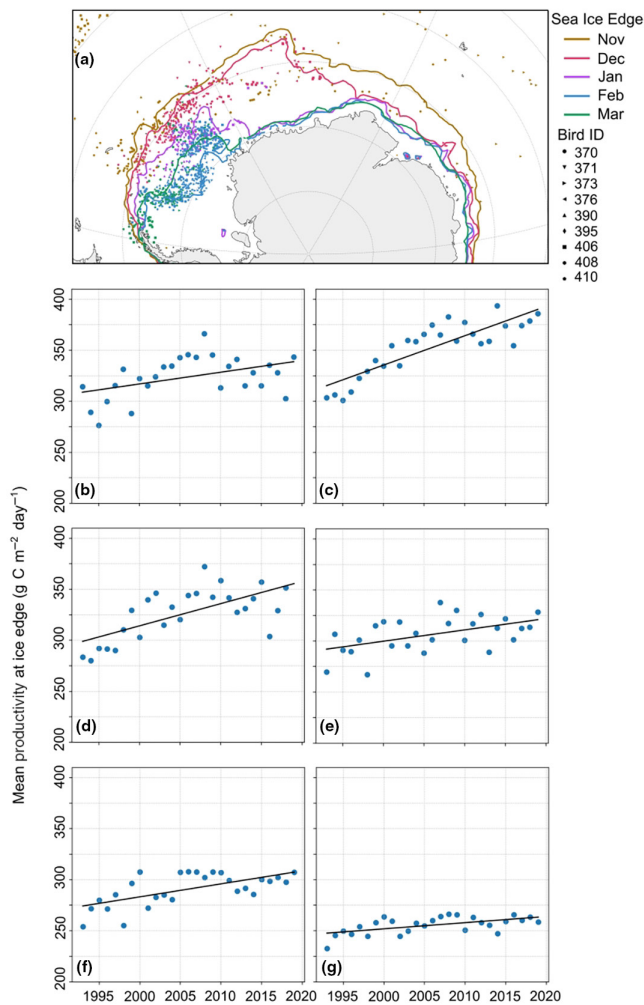 (a)
Sea Ice Edge
Nov
Dec
Jan
Feb
Mar
Bird ID
370
371
373
376
390
395
406
408
410
Mean productivity at ice edge (g C m⁻² day⁻¹)
400
350
300
250
200
(b)
(c)
400
350
300
250
200
(d)
(e)
400
350
300
250
200
(f)
(g)
1995 2000 2005 2010 2015 2020 1995 2000 2005 2010 2015 2020